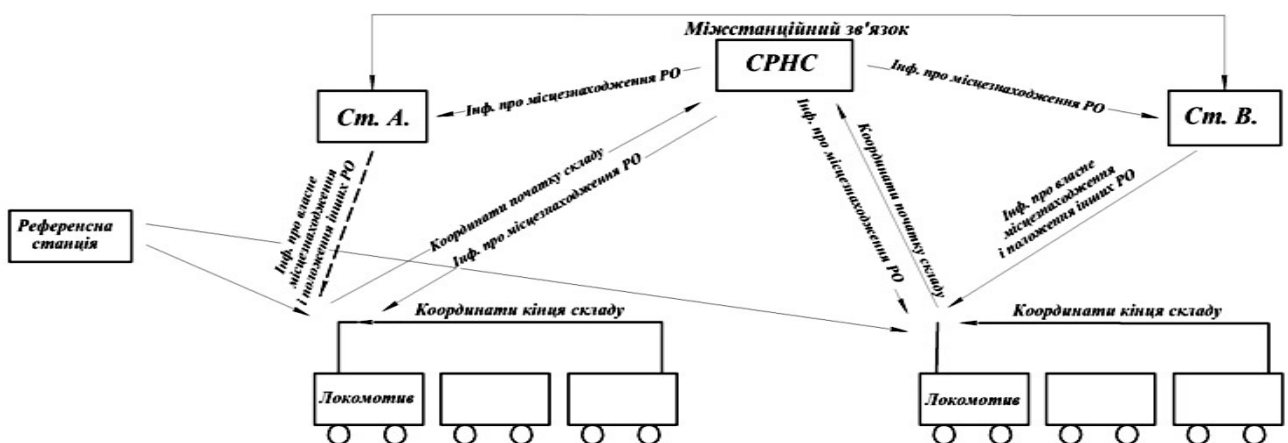 Міжстанційний зв'язок
СРНС
Ст. А.
Ст. В.
Інф. про місцезнаходження РО
Інф. про місцезнаходження РО
Референсна
станція
Інф. про власне
місцезнаходження
і положення інших РО
Координати початку складу
Інф. про місцезнаходження РО
Інф. про місцезнаходження РО
Координати початку складу
Інф. про власне
місцезнаходження
і положення інших РО
Координати кінця складу
Координати кінця складу
Локомотив
Локомотив